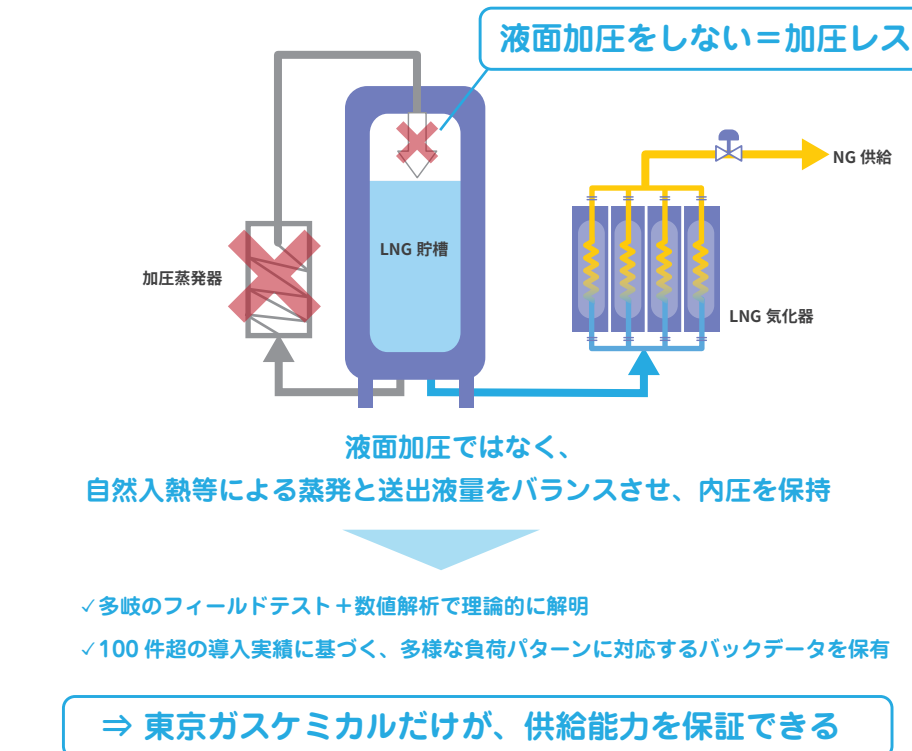 液面加圧をしない＝加圧レス
NG 供給
LNG 貯槽
加圧蒸発器
LNG 気化器
液面加圧ではなく、
自然入熱等による蒸発と送出液量をバランスさせ、内圧を保持
✓多岐のフィールドテスト＋数値解析で理論的に解明
✓100 件超の導入実績に基づく、多様な負荷パターンに対応するバックデータを保有
⇒ 東京ガスケミカルだけが、供給能力を保証できる